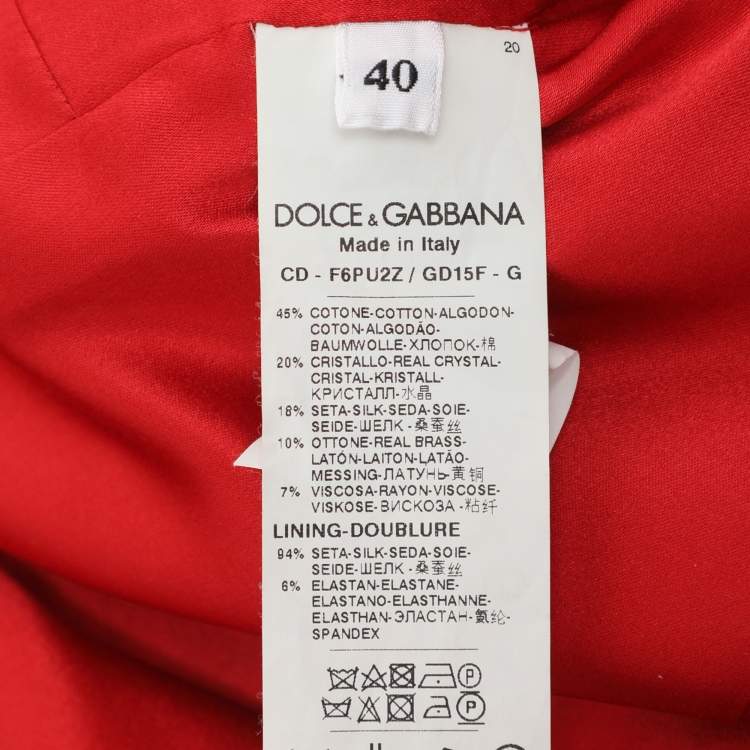 20
40
DOLCE & GABBANA
Made in Italy
CD - F6PU2Z / GD15F - G
45% COTONE-COTTON-ALGODON-
COTON-ALGODÃO-
BAUMWOLLE-ХЛОПОК-棉
20% CRISTALLO-REAL CRYSTAL-
CRISTAL-KRISTALL-
КРИСТАЛЛ-水晶
18% SETA-SILK-SEDA-SOIE-
SEIDE-ШЕЛК-桑蚕丝
10% OTTONE-REAL BRASS-
LATÓN-LAITON-LATÃO-
MESSING-ЛАТУНЬ-黄铜
7% VISCOSA-RAYON-VISCOSE-
VISKOSE-ВИСКОЗА-粘纤
LINING-DOUBLURE
94% SETA-SILK-SEDA-SOIE-
SEIDE-ШЕЛК-桑蚕丝
6% ELASTAN-ELASTANE-
ELASTANO-ELASTHANNE-
ELASTHAN-ЭЛАСТАН-氨纶-
SPANDEX
P
P